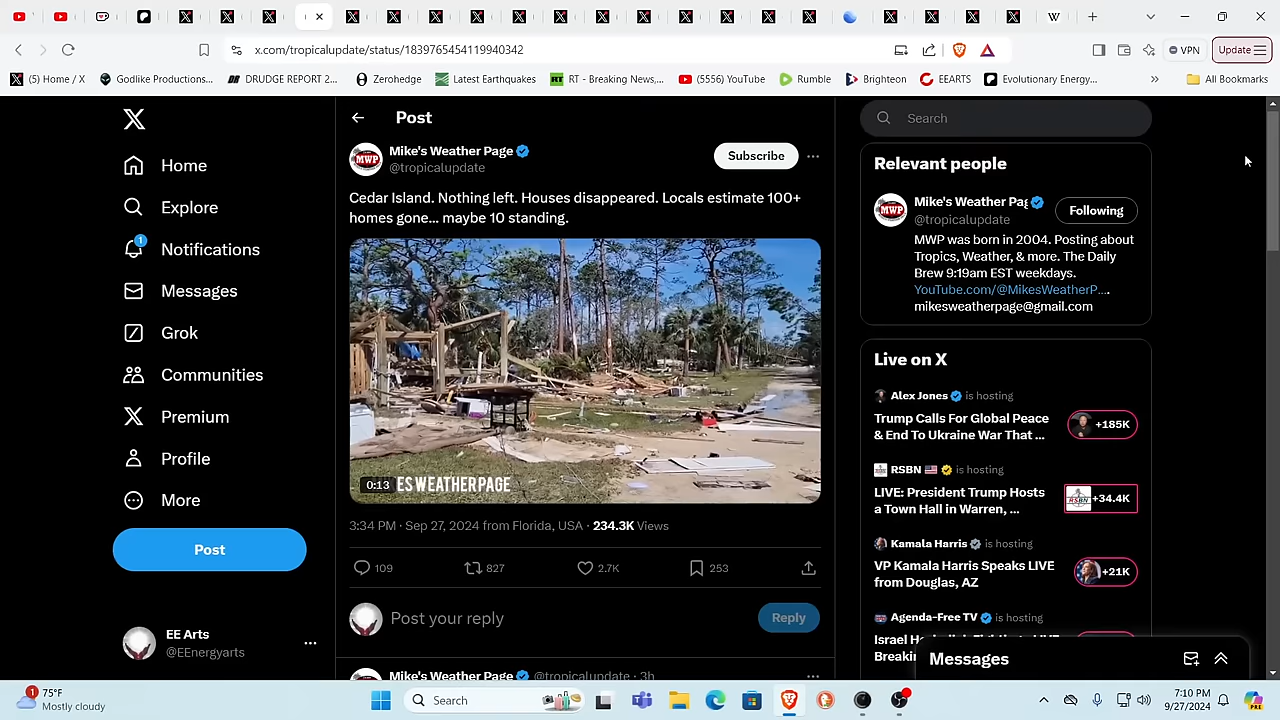 x.com/tropicalupdate/status/1839765454119940342
VPN
Update
(5) Home / X
Godlike Productions...
DRUDGE REPORT 2...
Zerohedge
Latest Earthquakes
RT - Breaking News,...
(5556) YouTube
Rumble
Brighteon
EEARTS
Evolutionary Energy...
All Bookmarks
Home
Explore
1
Notifications
Messages
Grok
Communities
Premium
Profile
More
Post
EE Arts
@EEnergyarts
Post
MWP
Mike's Weather Page
@tropicalupdate
Subscribe
Cedar Island. Nothing left. Houses disappeared. Locals estimate 100+
homes gone... maybe 10 standing.
0:13
ES WEATHER PAGE
3:34 PM · Sep 27, 2024 from Florida, USA · 234.3K Views
109
827
2.7K
253
Post your reply
Reply
Mike's Weather Page @tropicalupdate · 3h
Search
Relevant people
MWP
Mike's Weather Pag
@tropicalupdate
Following
MWP was born in 2004. Posting about
Tropics, Weather, & more. The Daily
Brew 9:19am EST weekdays.
YouTube.com/@MikesWeatherP...
mikesweatherpage@gmail.com
Live on X
Alex Jones is hosting
Trump Calls For Global Peace
& End To Ukraine War That ...
+185K
RSBN is hosting
LIVE: President Trump Hosts
a Town Hall in Warren, ...
+34.4K
Kamala Harris is hosting
VP Kamala Harris Speaks LIVE
from Douglas, AZ
+21K
Agenda-Free TV is hosting
Israel
Breakin
Messages
1
75°F
Mostly cloudy
Search
7:10 PM
9/27/2024
PRE